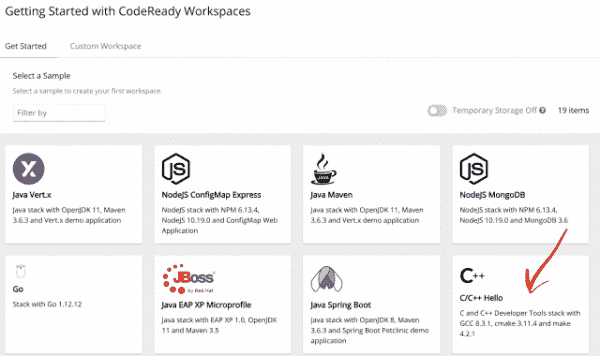 Getting Started with CodeReady Workspaces
Get Started
Custom Workspace
Select a Sample
Select a sample to create your first workspace:
Filter by
Temporary Storage Off
19 items
X
JS
JS
Java Vert.x
Java stack with OpenJDK 11, Maven
3.6.3 and Vert.x demo application
NodeJS ConfigMap Express
NodeJS stack with NPM 6.13.4,
NodeJS 10.19.0 and ConfigMap Web
Application
Java Maven
Java stack with OpenJDK 11, Maven
3.6.3
NodeJS MongoDB
NodeJS stack with NPM 6.13.4,
NodeJS 10.19.0 and MongoDB 3.6
Go
Stack with Go 1.12.12
JBoss
by Red Hat
Java EAP XP Microprofile
Java stack with EAP XP 1.0, OpenJDK
11 and Maven 3.5
Java Spring Boot
Java stack with OpenJDK 8, Maven
3.6.3 and Spring Boot Petclinic demo
application
C++
C/C++ Hello
C and C++ Developer Tools stack with
GCC 8.3.1, cmake 3.11.4 and make
4.2.1